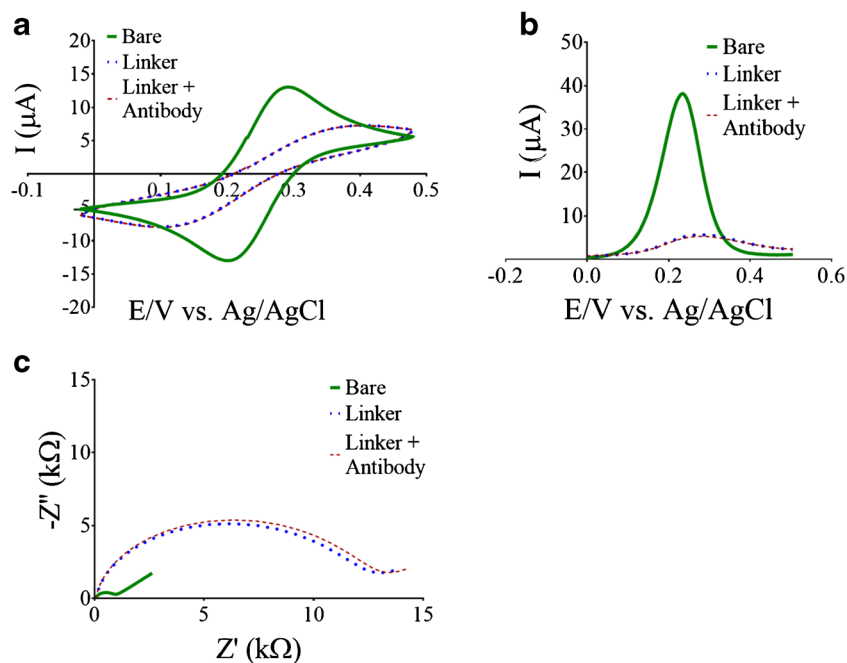 a
20
15
10
5
-5
-10
-15
-20
I (μA)
-0.1
0.1
0.2
0.3
0.4
0.5
Bare
Linker
Linker +
Antibody
E/V vs. Ag/AgCl
b
50
40
30
20
10
I (μA)
-0.2
0.0
0.2
0.4
0.6
Bare
Linker
Linker +
Antibody
E/V vs. Ag/AgCl
c
15
10
5
0
-Z" (kΩ)
0
5
10
15
Bare
Linker
Linker +
Antibody
Z' (kΩ)